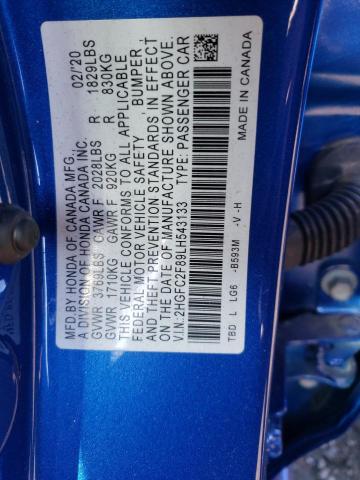 MFD.BY HONDA OF CANADA MFG. 02/'20
A DIVISION OF HONDA CANADA INC.
GVWR 3709LBS GAWR F 2028LBS R 1829LBS
GVWR 1710KG GAWR F 920KG R 830KG
THIS VEHICLE CONFORMS TO ALL APPLICABLE
FEDERAL MOTOR VEHICLE SAFETY BUMPER,
AND THEFT PREVENTION STANDARDS IN EFFECT
ON THE DATE OF MANUFACTURE SHOWN ABOVE.
V.I.N.:2HGFC2F89LH543133 TYPE: PASSENGER CAR
TBD L LG6 -B593M -V -H
MADE IN CANADA